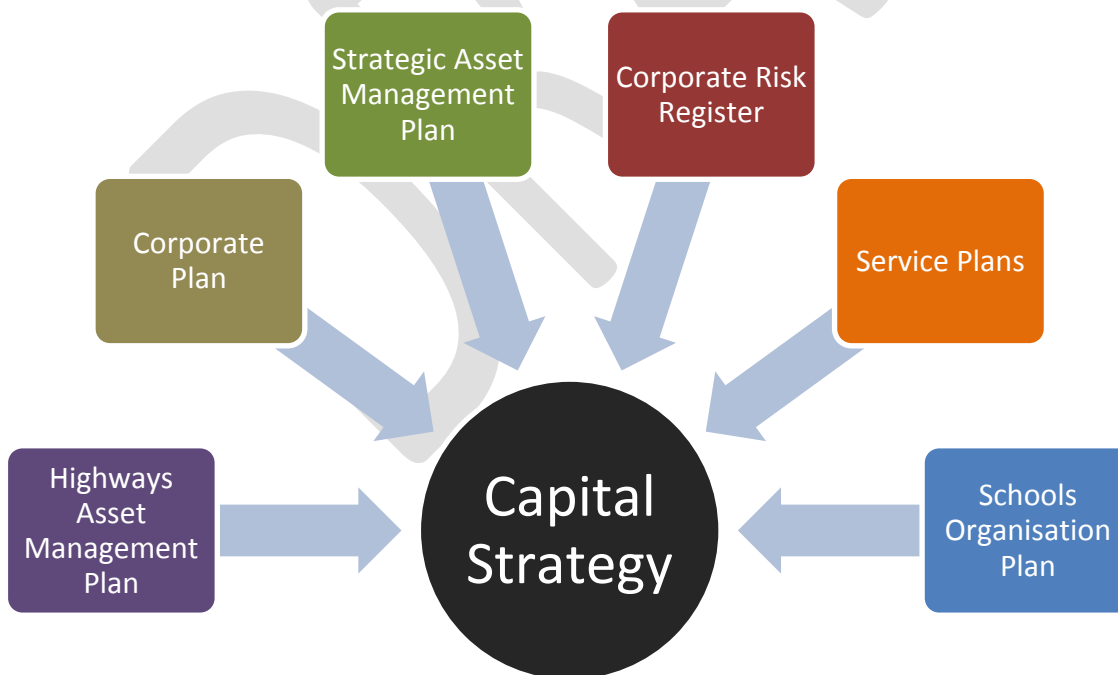 Strategic Asset
Management
Plan
Corporate Risk
Register
Corporate
Plan
Service Plans
Highways
Asset
Management
Plan
Capital
Strategy
Schools
Organisation
Plan